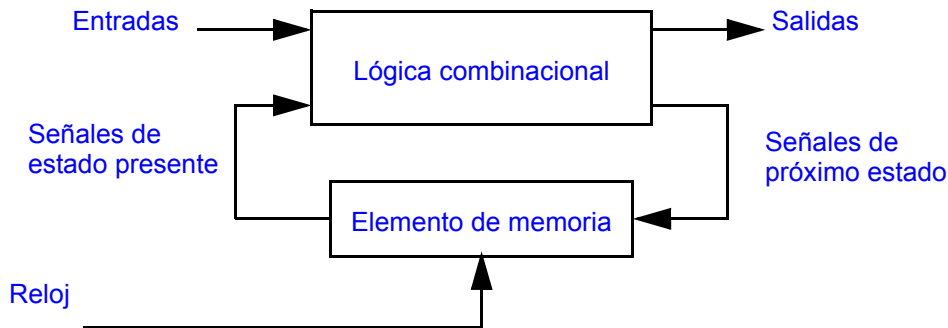 Entradas
Salidas
Lógica combinacional
Señales de
estado presente
Señales de
próximo estado
Elemento de memoria
Reloj